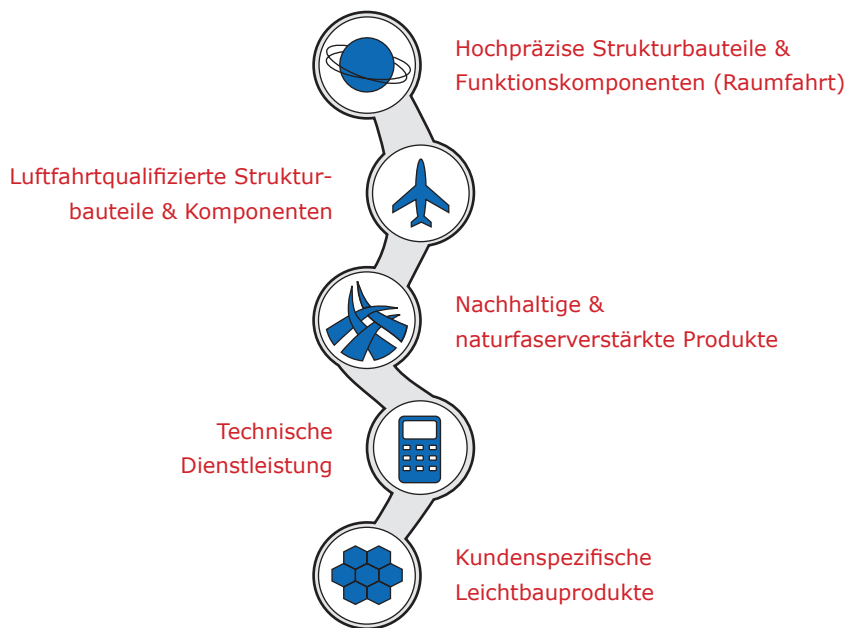 Hochpräzise Strukturbauteile &
Funktionskomponenten (Raumfahrt)
Luftfahrtqualifizierte Struktur-
bauteile & Komponenten
Nachhaltige &
naturfaserverstärkte Produkte
Technische
Dienstleistung
Kundenspezifische
Leichtbauprodukte